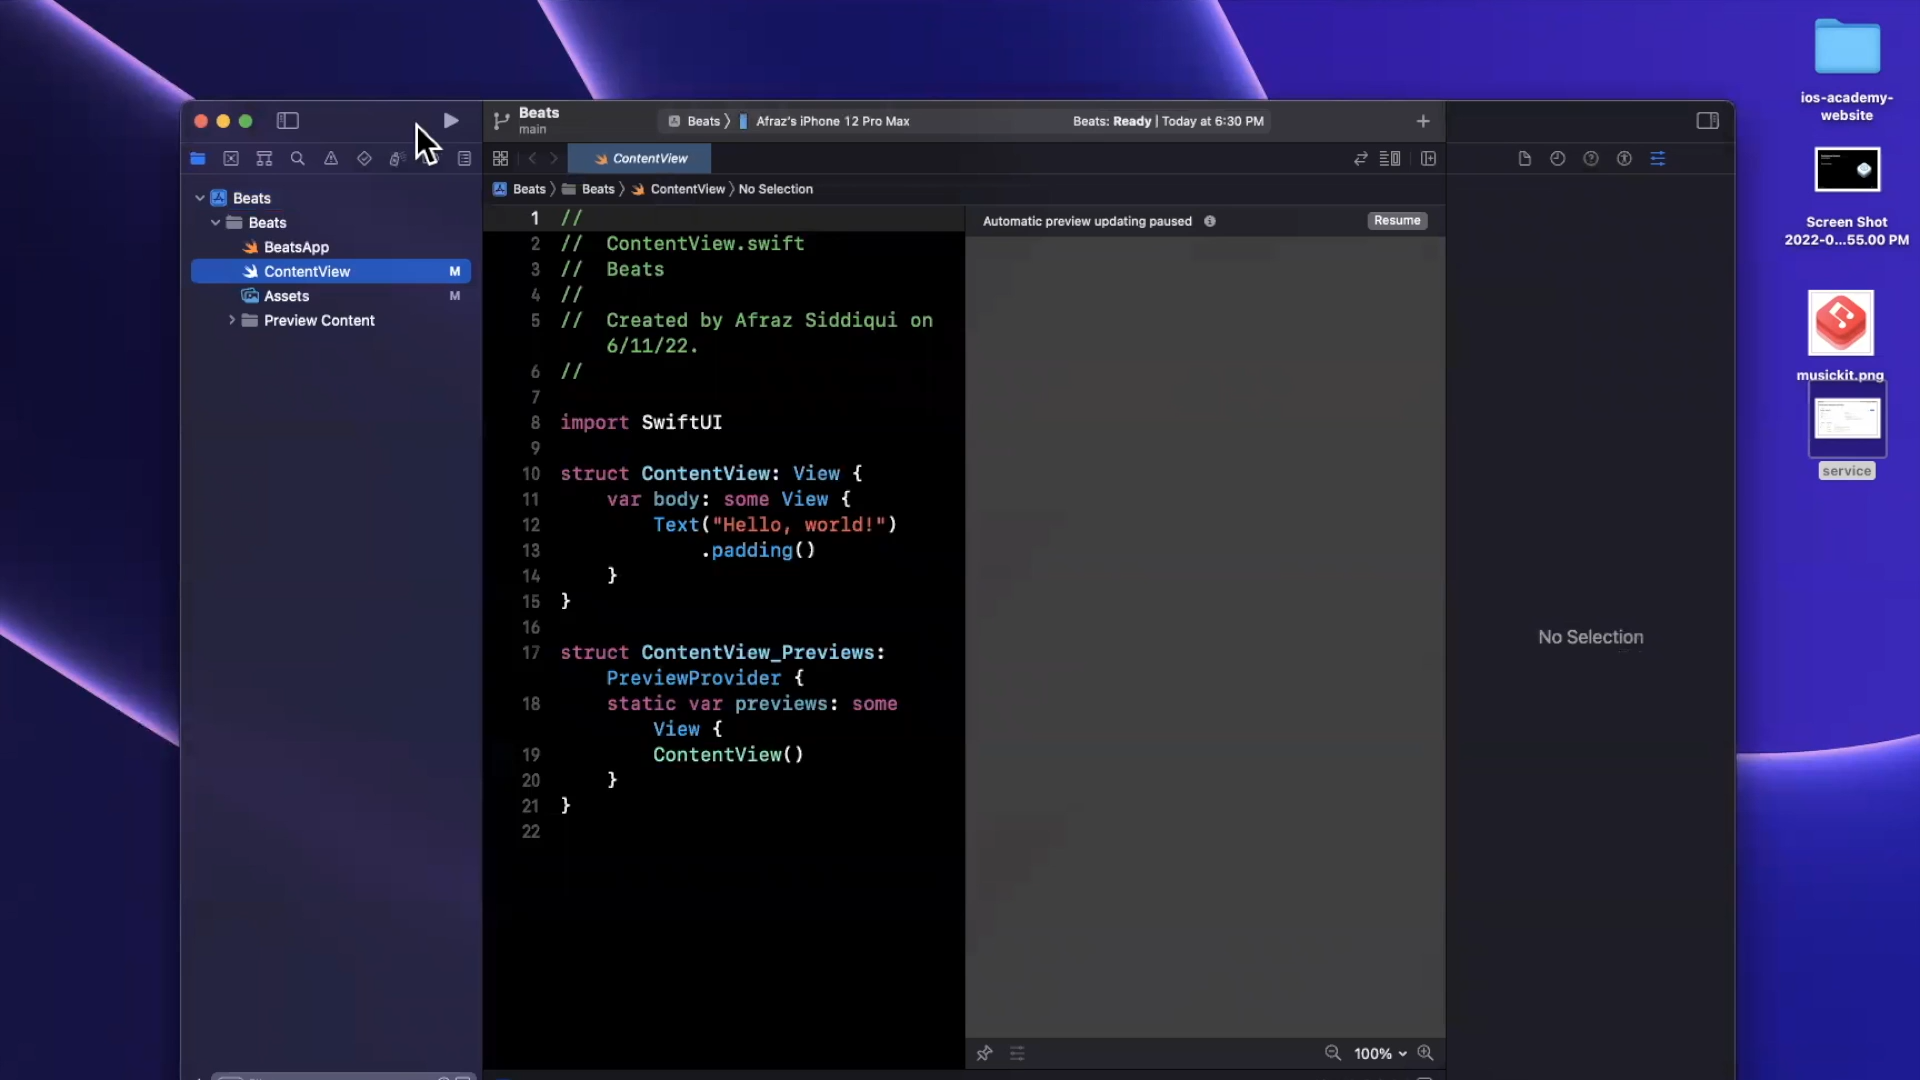 Beats
main
Beats
Afraz's iPhone 12 Pro Max
Beats: Ready | Today at 6:30 PM
ContentView
Beats
Beats
ContentView
No Selection
Beats
Beats
BeatsApp
ContentView M
Assets M
Preview Content
1 //
2 //  ContentView.swift
3 //  Beats
4 //
5 //  Created by Afraz Siddiqui on
6/11/22.
6 //
7
8 import SwiftUI
9
10 struct ContentView: View {
11     var body: some View {
12         Text("Hello, world!")
13             .padding()
14     }
15 }
16
17 struct ContentView_Previews:
PreviewProvider {
18     static var previews: some
View {
19         ContentView()
20     }
21 }
22
Automatic preview updating paused
Resume
100%
No Selection
ios-academy-
website
Screen Shot
2022-0...55.00 PM
musickit.png
service